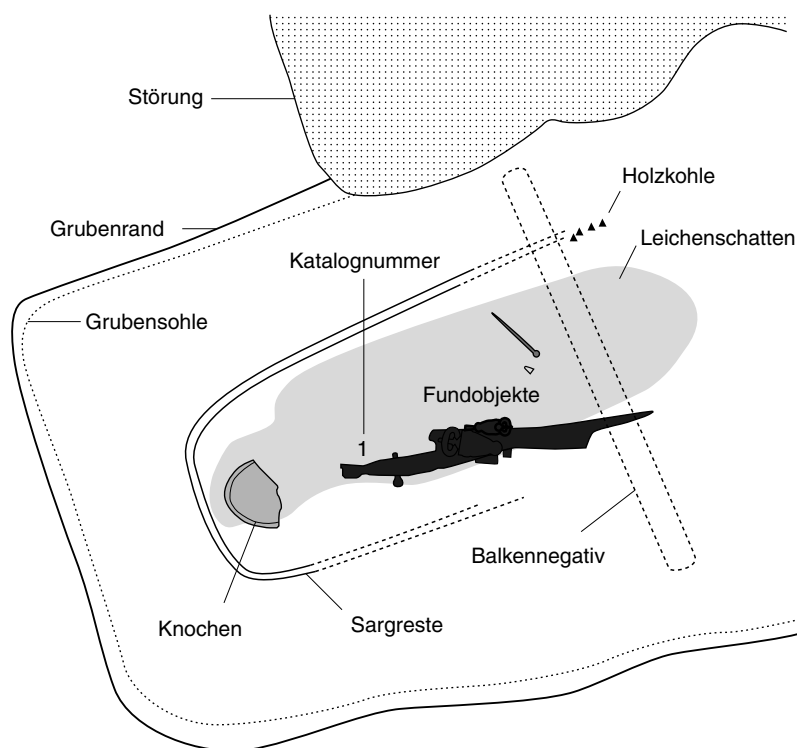 Störung
Holzkohle
Grubenrand
Leichenschatten
Katalognummer
Grubensohle
Fundobjekte
1
Balkennegativ
Knochen
Sargreste